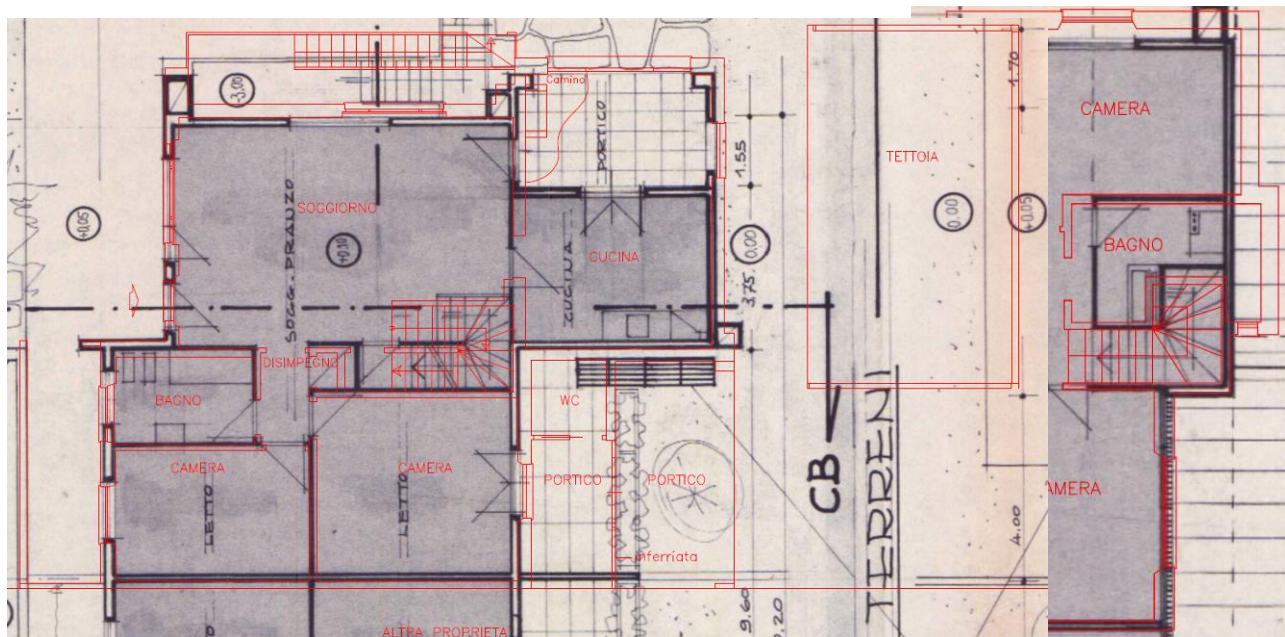 Camino
-3.00
PORTICO
1.70
CAMERA
TETTOIA
1.55
SOGGIORNO
SOGG. PRANZO
+0.05
+0.10
CUCINA
CUCINA
0.00
3.75
0.00
+0.05
BAGNO
DISIMPEGNO
BAGNO
WC
CAMERA
LETTO
CAMERA
LETTO
PORTICO
PORTICO
CB
TERRENI
AMERA
4.00
inferriata
9.60
0.20
ALTRA PROPRIETA